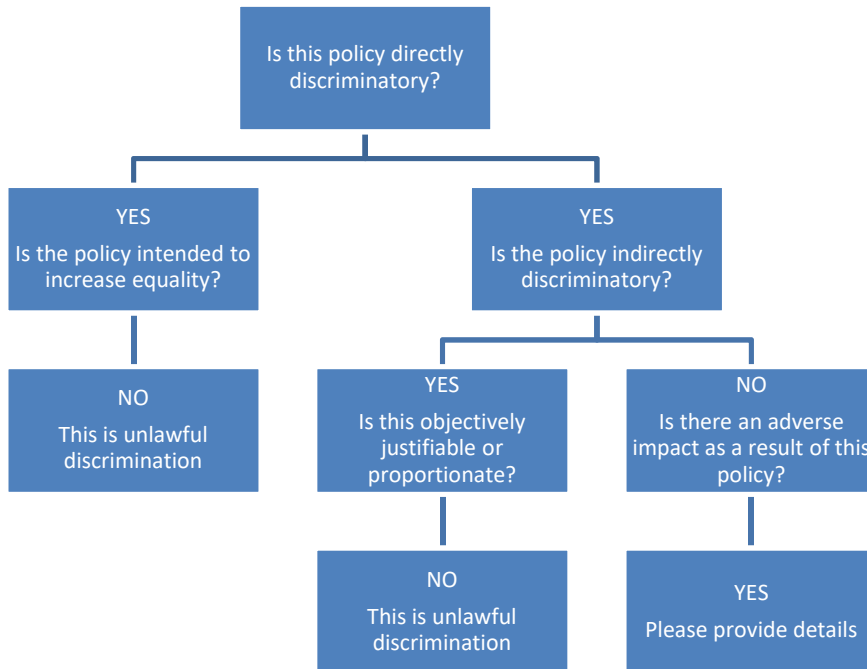 Is this policy directly
discriminatory?
YES
Is the policy intended to
increase equality?
YES
Is the policy indirectly
discriminatory?
NO
This is unlawful
discrimination
YES
Is this objectively
justifiable or
proportionate?
NO
Is there an adverse
impact as a result of this
policy?
NO
This is unlawful
discrimination
YES
Please provide details